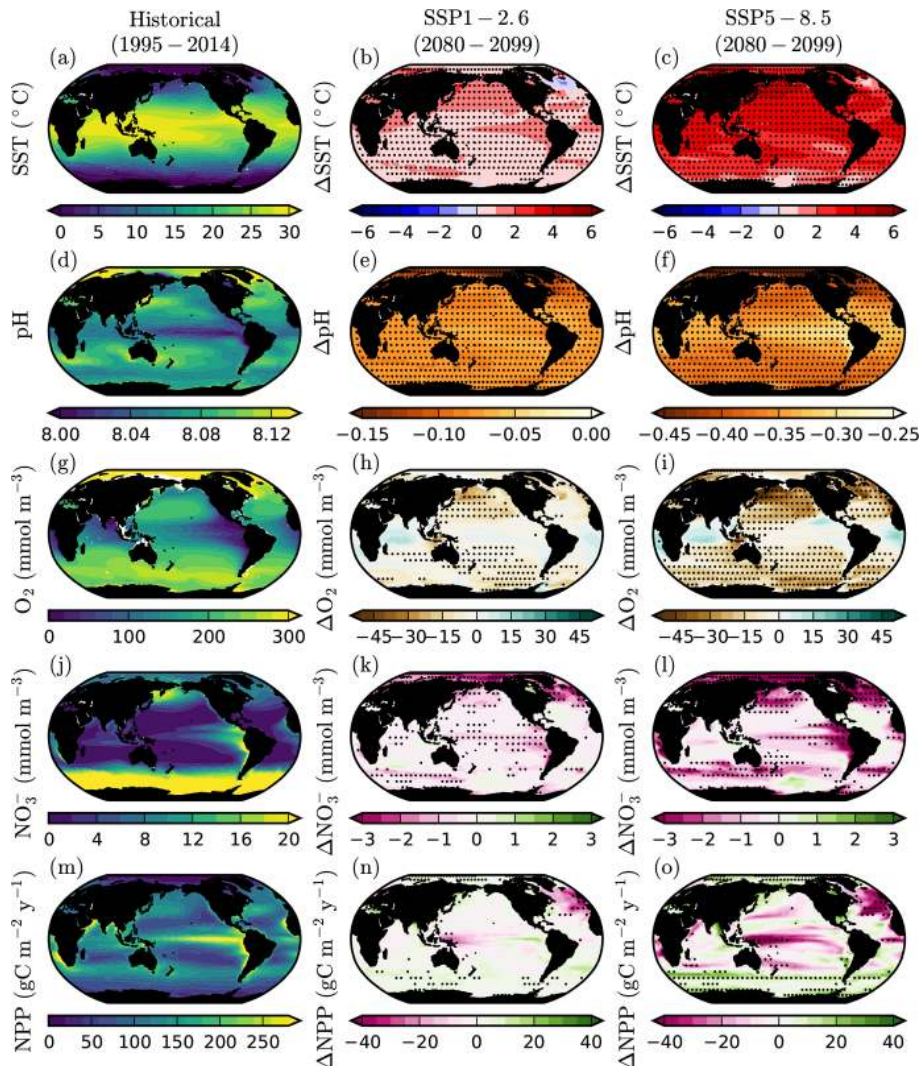 Historical
(1995 – 2014)
SSP1 – 2.6
(2080 – 2099)
SSP5 – 8.5
(2080 – 2099)
(a)
(b)
(c)
SST (°C)
ΔSST (°C)
ΔSST (°C)
0 5 10 15 20 25 30
−6 −4 −2 0 2 4 6
−6 −4 −2 0 2 4 6
(d)
(e)
(f)
pH
ΔpH
ΔpH
8.00 8.04 8.08 8.12
−0.15 −0.10 −0.05 0.00
−0.45 −0.40 −0.35 −0.30 −0.25
(g)
(h)
(i)
O₂ (mmol m⁻³)
ΔO₂ (mmol m⁻³)
ΔO₂ (mmol m⁻³)
0 100 200 300
−45 −30 −15 0 15 30 45
−45 −30 −15 0 15 30 45
(j)
(k)
(l)
NO₃⁻ (mmol m⁻³)
ΔNO₃⁻ (mmol m⁻³)
ΔNO₃⁻ (mmol m⁻³)
0 4 8 12 16 20
−3 −2 −1 0 1 2 3
−3 −2 −1 0 1 2 3
(m)
(n)
(o)
NPP (gC m⁻² y⁻¹)
ΔNPP (gC m⁻² y⁻¹)
ΔNPP (gC m⁻² y⁻¹)
0 50 100 150 200 250
−40 −20 0 20 40
−40 −20 0 20 40